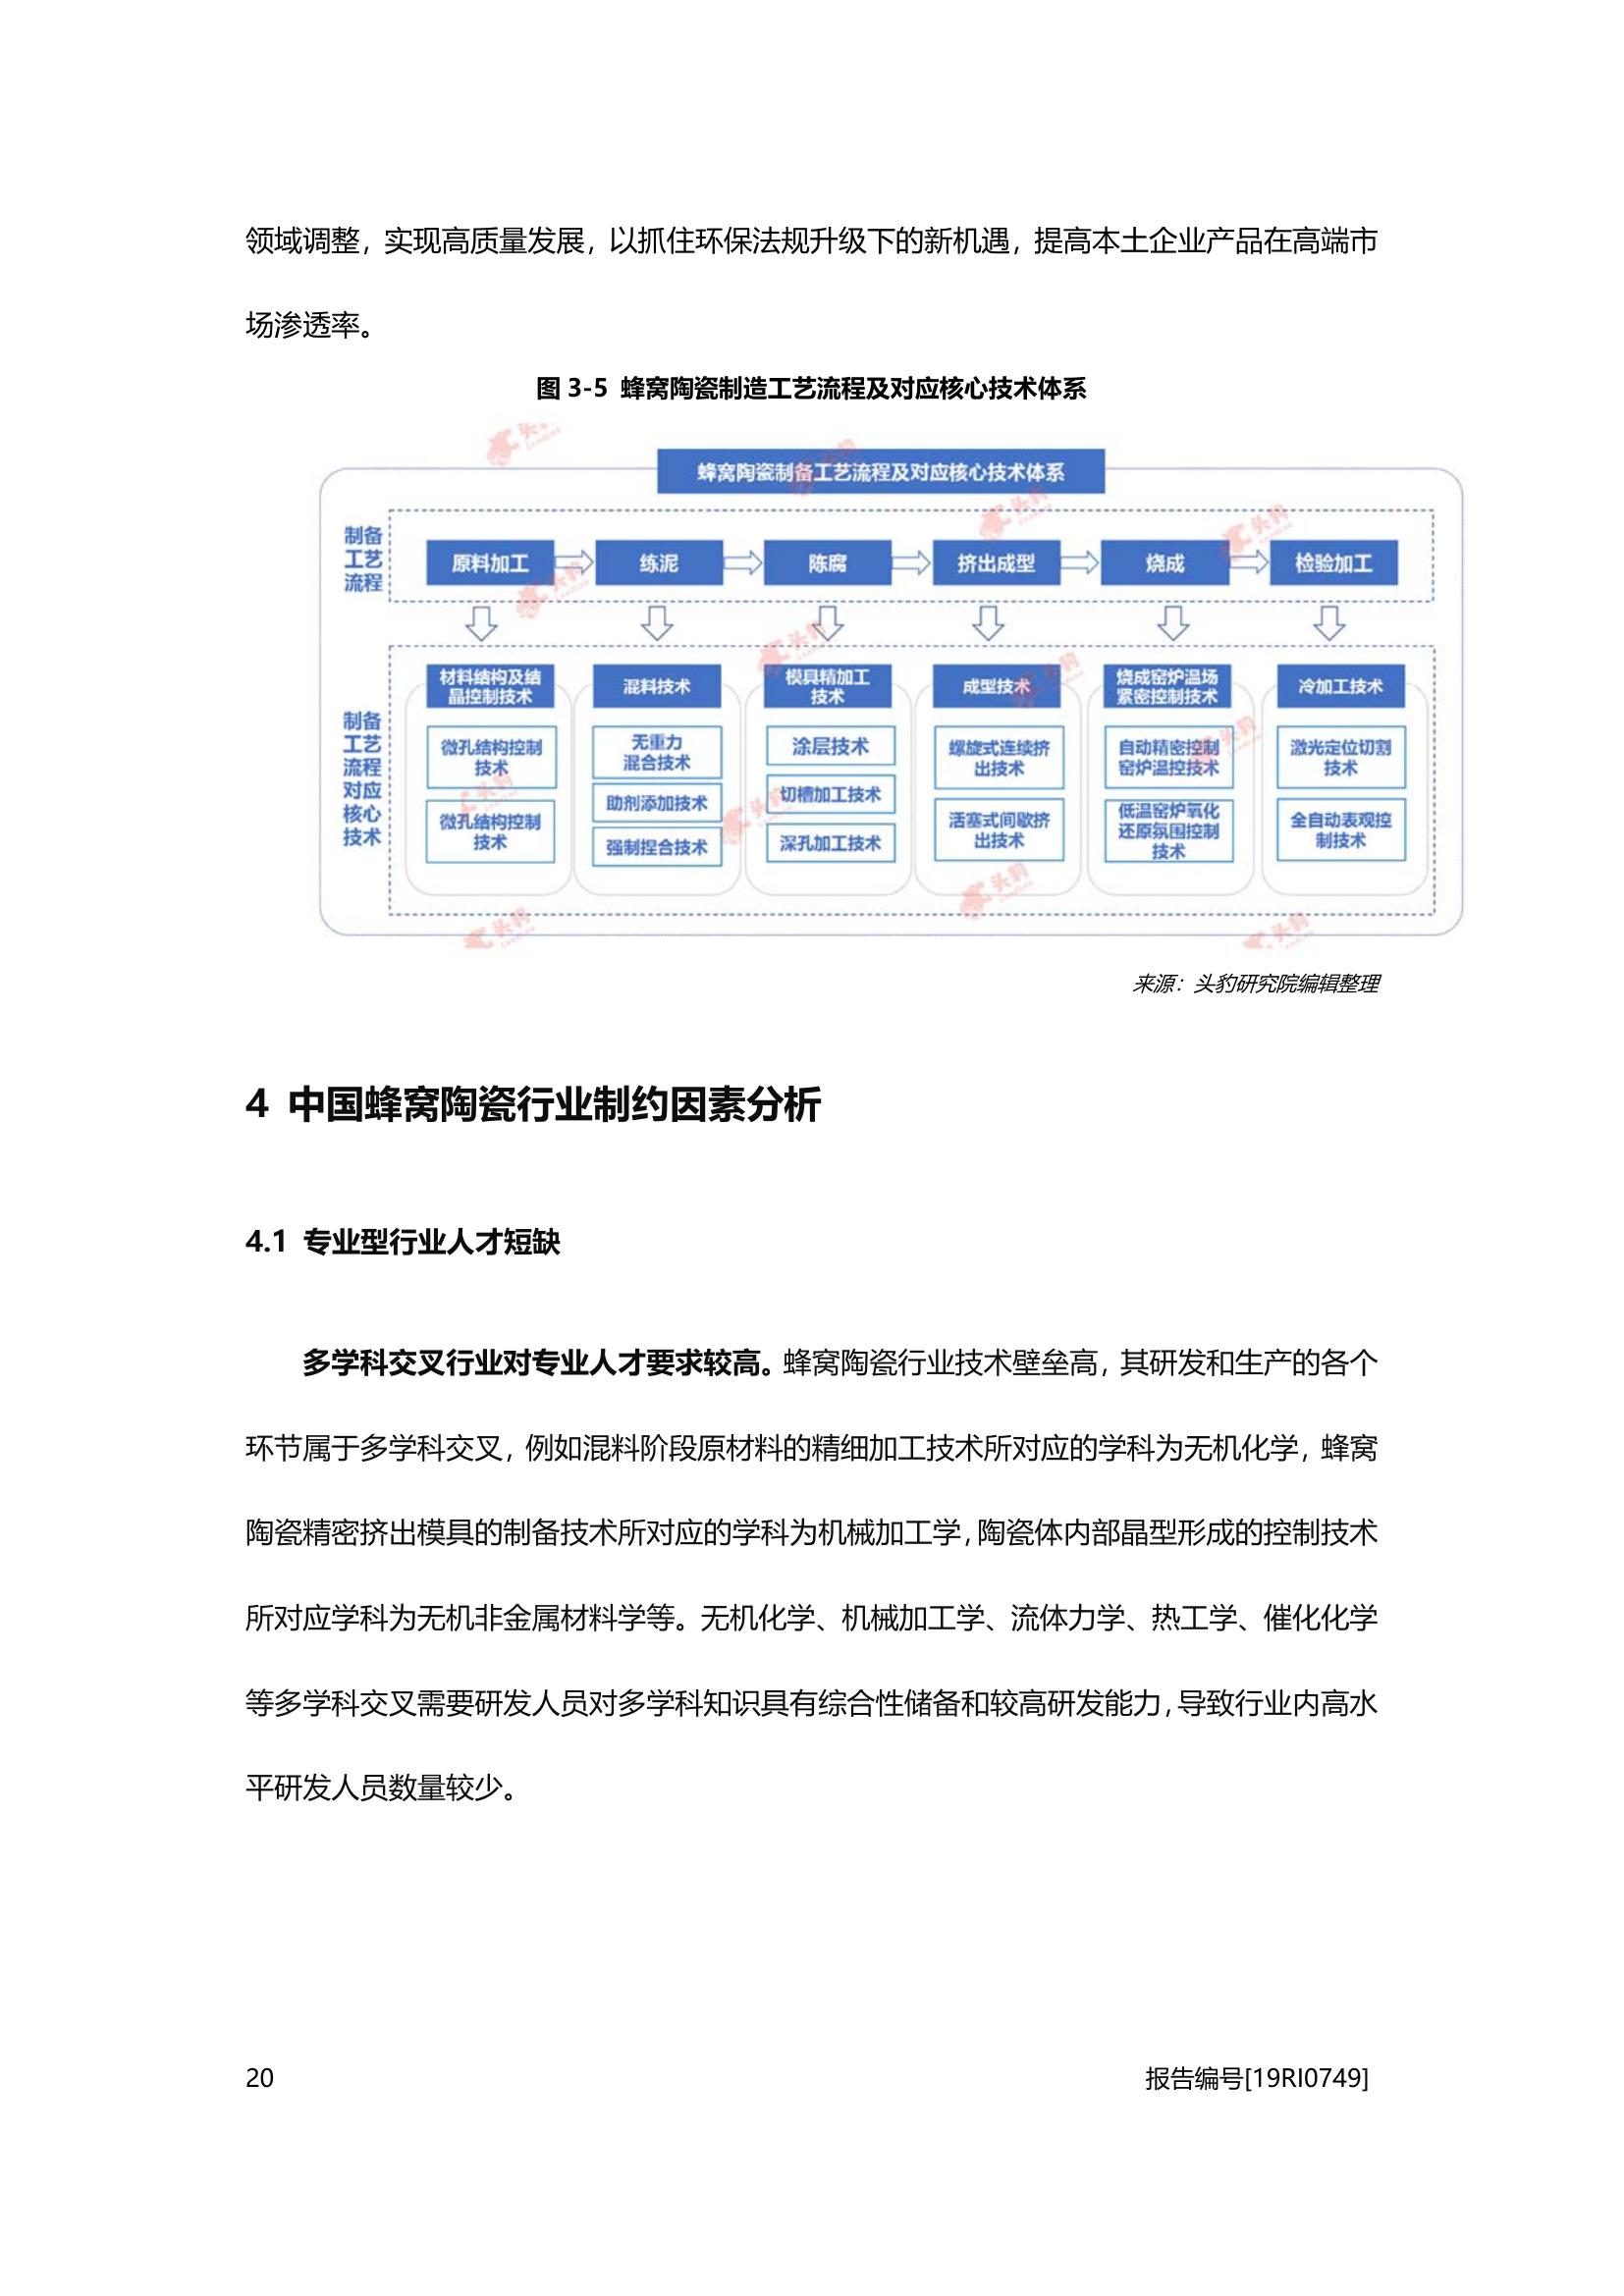 领域调整，实现高质量发展，以抓住环保法规升级下的新机遇，提高本土企业产品在高端市
场渗透率。
图 3-5 蜂窝陶瓷制造工艺流程及对应核心技术体系
蜂窝陶瓷制备工艺流程及对应核心技术体系
制备
工艺
流程
原料加工
练泥
陈腐
挤出成型
烧成
检验加工
制备
工艺
流程
对应
核心
技术
材料结构及结
晶控制技术
微孔结构控制
技术
微孔结构控制
技术
混料技术
无重力
混合技术
助剂添加技术
强制捏合技术
模具精加工
技术
涂层技术
切槽加工技术
深孔加工技术
成型技术
螺旋式连续挤
出技术
活塞式间歇挤
出技术
烧成窑炉温场
紧密控制技术
自动精密控制
窑炉温控技术
低温窑炉氧化
还原氛围控制
技术
冷加工技术
激光定位切割
技术
全自动表观控
制技术
头豹
来源：头豹研究院编辑整理
4 中国蜂窝陶瓷行业制约因素分析
4.1 专业型行业人才短缺
多学科交叉行业对专业人才要求较高。蜂窝陶瓷行业技术壁垒高，其研发和生产的各个
环节属于多学科交叉，例如混料阶段原材料的精细加工技术所对应的学科为无机化学，蜂窝
陶瓷精密挤出模具的制备技术所对应的学科为机械加工学，陶瓷体内部晶型形成的控制技术
所对应学科为无机非金属材料学等。无机化学、机械加工学、流体力学、热工学、催化化学
等多学科交叉需要研发人员对多学科知识具有综合性储备和较高研发能力，导致行业内高水
平研发人员数量较少。
20
报告编号[19RI0749]